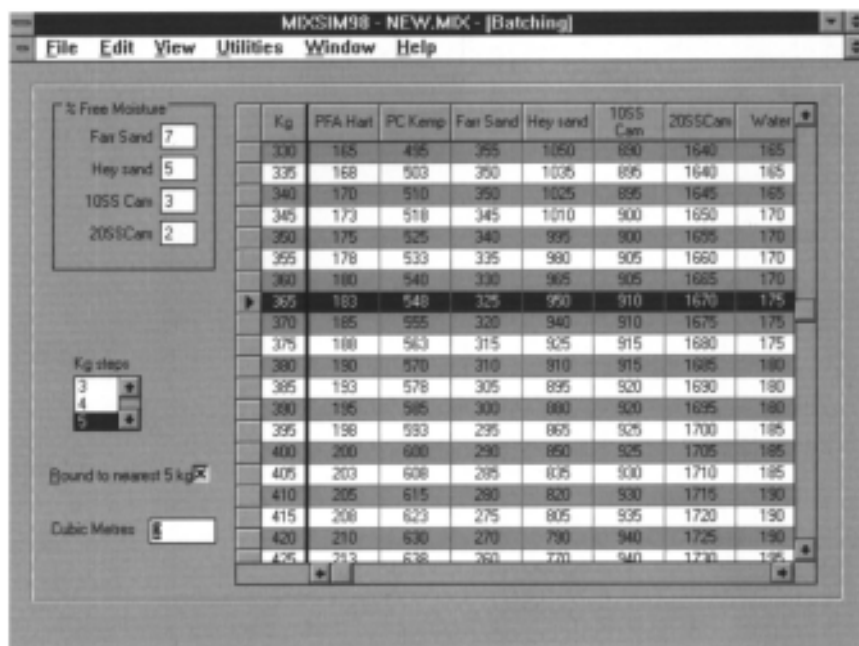 MIXSIM98 - NEW.MIX - [Batching]
File Edit View Utilities Window Help
% Free Moisture
Farr Sand 7
Hey sand 5
10SS Cam 3
20SSCam 2
Kg steps
3
4
5
Round to nearest 5 kg
Cubic Metres
Kg PFA Hart PC Kemp Farr Sand Hey sand 10SS Cam 20SSCam Water
330 165 495 355 1050 890 1640 165
335 168 503 350 1035 895 1640 165
340 170 510 350 1025 895 1645 165
345 173 518 345 1010 900 1650 170
350 175 525 340 995 900 1655 170
355 178 533 335 980 905 1660 170
360 180 540 330 965 905 1665 170
365 183 548 325 950 910 1670 175
370 185 555 320 940 910 1675 175
375 188 563 315 925 915 1680 175
380 190 570 310 910 915 1685 180
385 193 578 305 895 920 1690 180
390 195 585 300 880 920 1695 180
395 198 593 295 865 925 1700 185
400 200 600 290 850 925 1705 185
405 203 608 285 835 930 1710 185
410 205 615 280 820 930 1715 190
415 208 623 275 805 935 1720 190
420 210 630 270 790 940 1725 190
425 213 638 260 770 940 1730 195